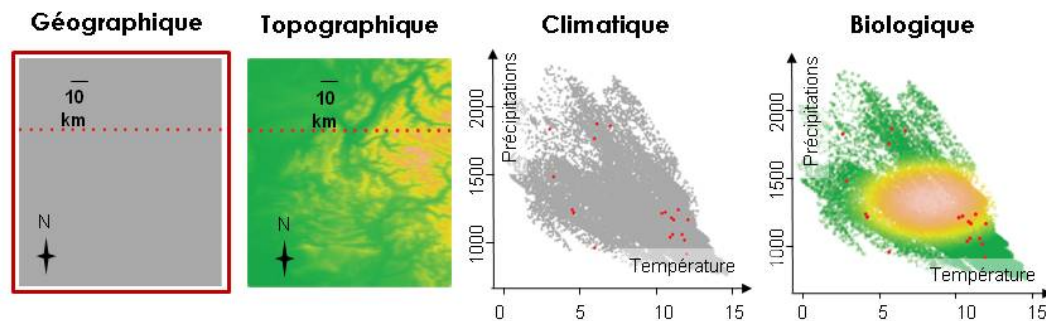 Géographique
10
km
N
Topographique
10
km
N
Climatique
Précipitations
2000
1500
1000
Température
0 5 10 15
Biologique
Précipitations
2000
1500
1000
Température
0 5 10 15